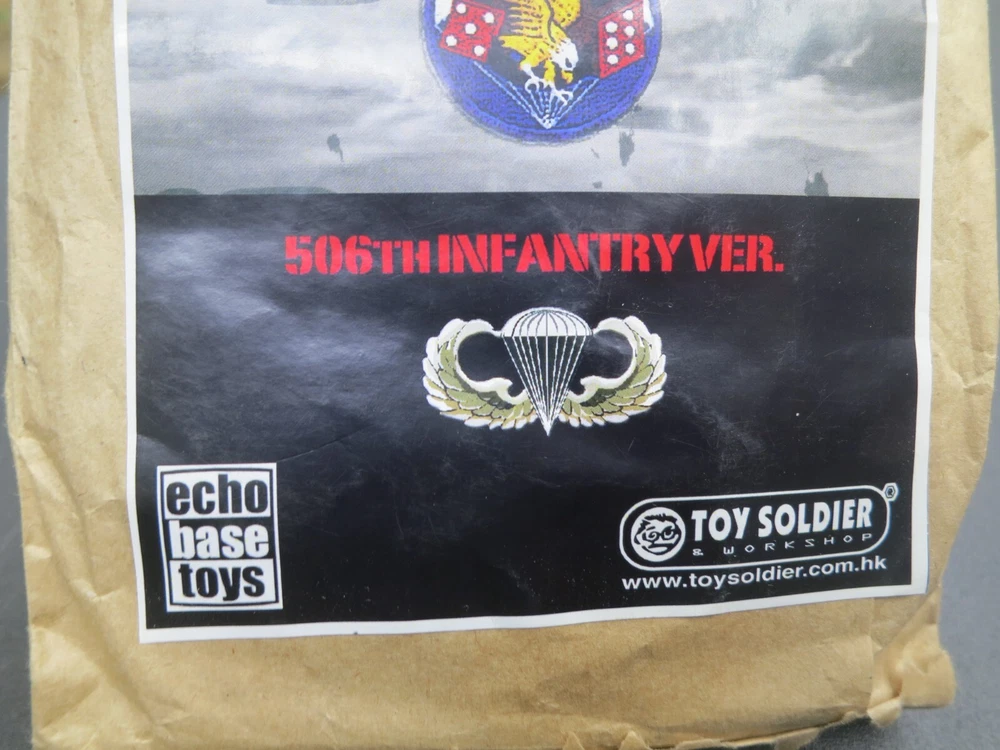 506TH INFANTRY VER.
echo
base
toys
TOY SOLDIER ®
& WORKSHOP
www.toysoldier.com.hk